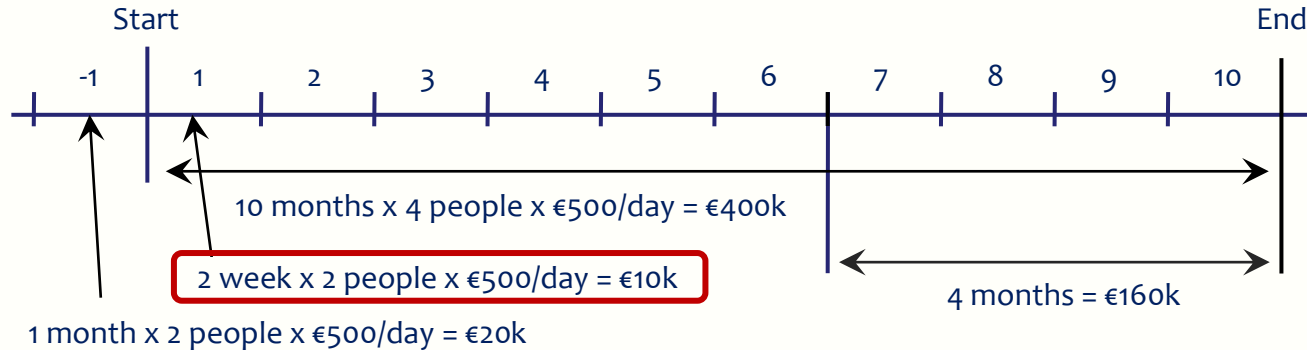 Start
End
-1 1 2 3 4 5 6 7 8 9 10
10 months x 4 people x €500/day = €400k
2 week x 2 people x €500/day = €10k
4 months = €160k
1 month x 2 people x €500/day = €20k